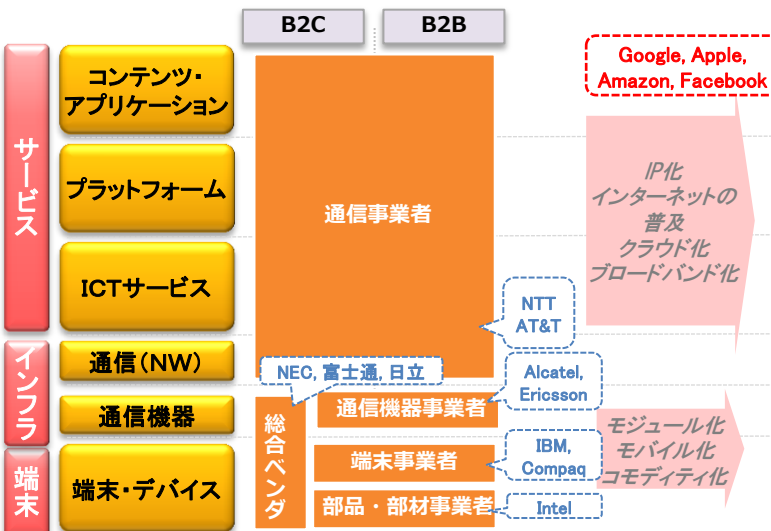 B2C
B2B
サービス
インフラ
端末
コンテンツ・
アプリケーション
プラットフォーム
ICTサービス
通信(NW)
通信機器
端末・デバイス
通信事業者
NTT
AT&T
NEC, 富士通, 日立
Alcatel,
Ericsson
総合ベンダ
通信機器事業者
端末事業者
IBM,
Compaq
部品・部材事業者
Intel
Google, Apple,
Amazon, Facebook
IP化
インターネットの
普及
クラウド化
ブロードバンド化
モジュール化
モバイル化
コモディティ化